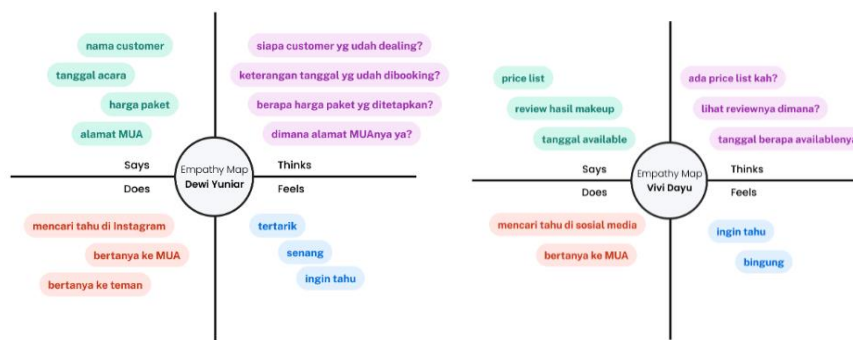 nama customer
tanggal acara
harga paket
alamat MUA
siapa customer yg udah dealing?
keterangan tanggal yg udah dibooking?
berapa harga paket yg ditetapkan?
dimana alamat MUAnya ya?
Says
Thinks
Empathy Map
Dewi Yuniar
Does
Feels
mencari tahu di Instagram
bertanya ke MUA
bertanya ke teman
tertarik
senang
ingin tahu
price list
review hasil makeup
tanggal available
ada price list kah?
lihat reviewnya dimana?
tanggal berapa availablenya
Says
Thinks
Empathy Map
Vivi Dayu
Does
Feels
mencari tahu di sosial media
bertanya ke MUA
ingin tahu
bingung